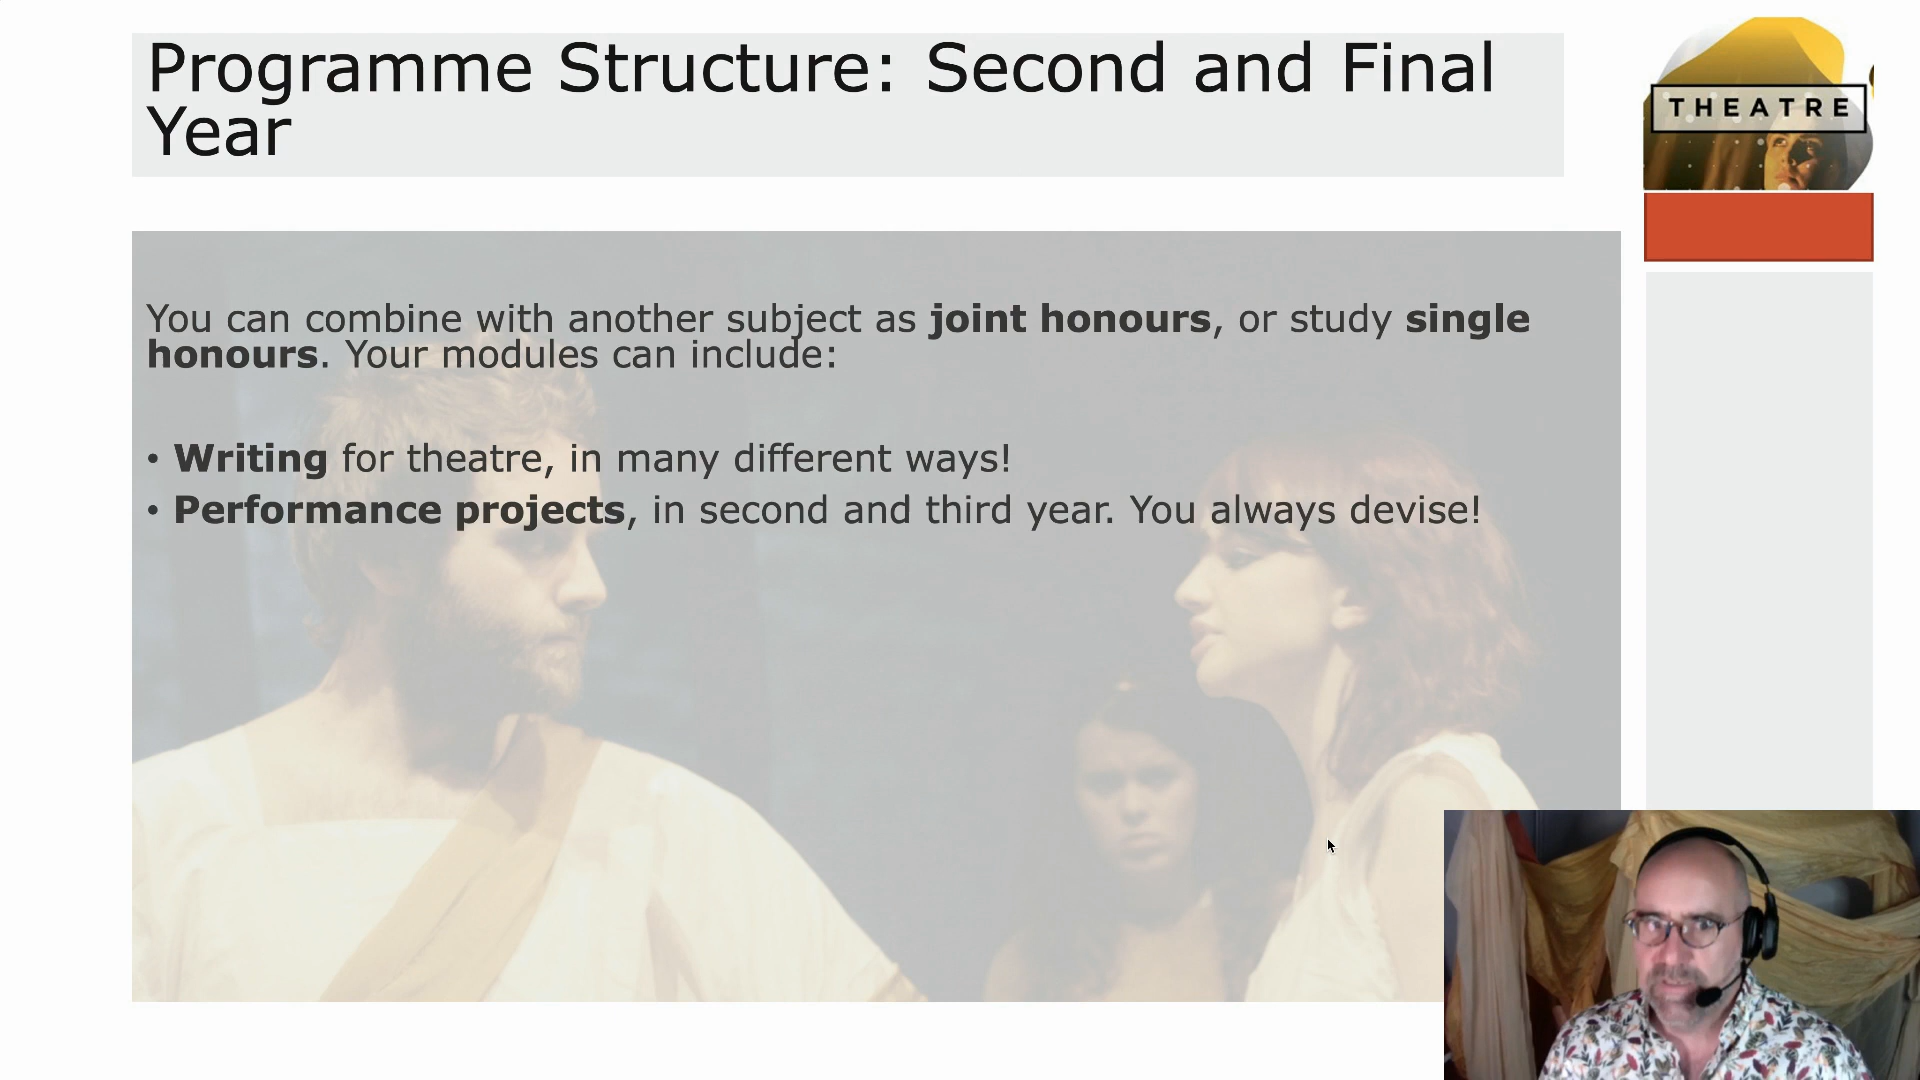 Programme Structure: Second and Final
Year
THEATRE
You can combine with another subject as joint honours, or study single
honours. Your modules can include:
• Writing for theatre, in many different ways!
• Performance projects, in second and third year. You always devise!